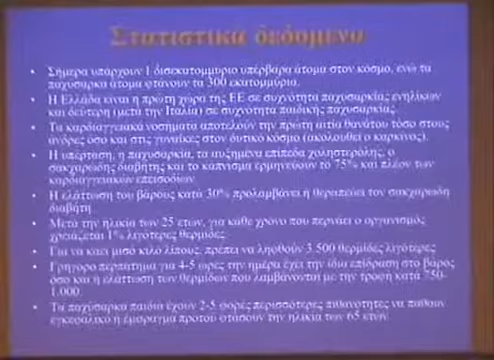 Στατιστικά δεδομένα
• Σήμερα υπάρχουν 1 δισεκατομμύριο υπέρβαρα άτομα στον κόσμο, ενώ τα
παχύσαρκα άτομα φτάνουν τα 300 εκατομμύρια.
• Η Ελλάδα είναι η πρώτη χώρα της ΕΕ σε συχνότητα παχυσαρκίας ενηλίκων
και δεύτερη (μετά την Ιταλία) σε συχνότητα παιδικής παχυσαρκίας.
• Τα καρδιαγγειακά νοσήματα αποτελούν την πρώτη αιτία θανάτου τόσο στους
άνδρες όσο και στις γυναίκες στον δυτικό κόσμο (ακολουθεί ο καρκίνος).
• Η υπέρταση, η παχυσαρκία, τα αυξημένα επίπεδα χοληστερόλης, ο
σακχαρώδης διαβήτης και το κάπνισμα ερμηνεύουν το 75% και πλέον των
καρδιαγγειακών επεισοδίων.
• Η ελάττωση του βάρους κατά 30% προλαμβάνει ή θεραπεύει τον σακχαρώδη
διαβήτη.
• Μετά την ηλικία των 25 ετών, για κάθε χρόνο που περνάει ο οργανισμός
χρειάζεται 1% λιγότερες θερμίδες.
• Για να καεί μισό κιλό λίπους, πρέπει να ληφθούν 3.500 θερμίδες λιγότερες
• Γρήγορο περπάτημα για 4-5 ώρες την ημέρα έχει την ίδια επίδραση στο βάρος
όσο και η ελάττωση των θερμίδων που λαμβάνονται με την τροφή κατά 750-
1.000.
• Τα παχύσαρκα παιδιά έχουν 2-5 φορές περισσότερες πιθανότητες να πάθουν
εγκεφαλικό ή έμφραγμα προτού φτάσουν την ηλικία των 65 ετών.